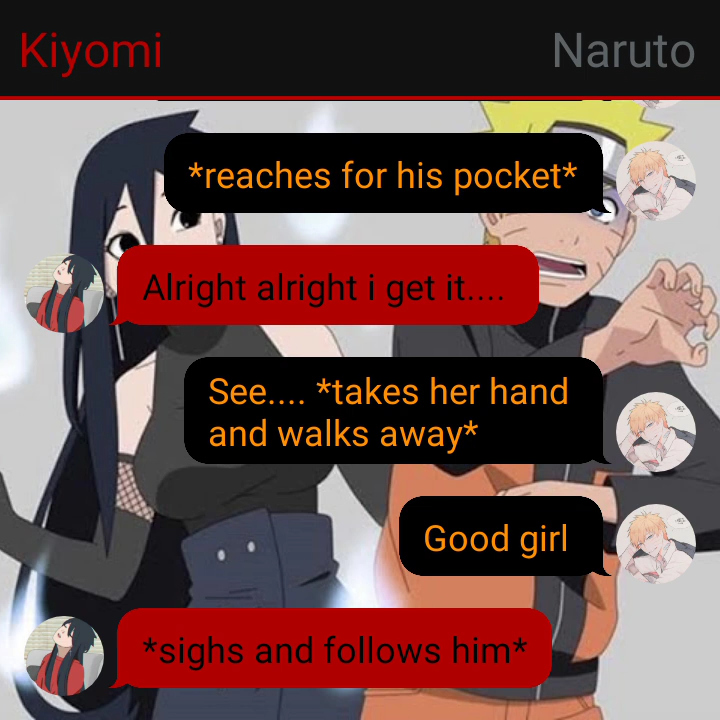 Kiyomi
Naruto
*reaches for his pocket*
Alright alright i get it....
See.... *takes her hand
and walks away*
Good girl
*sighs and follows him*